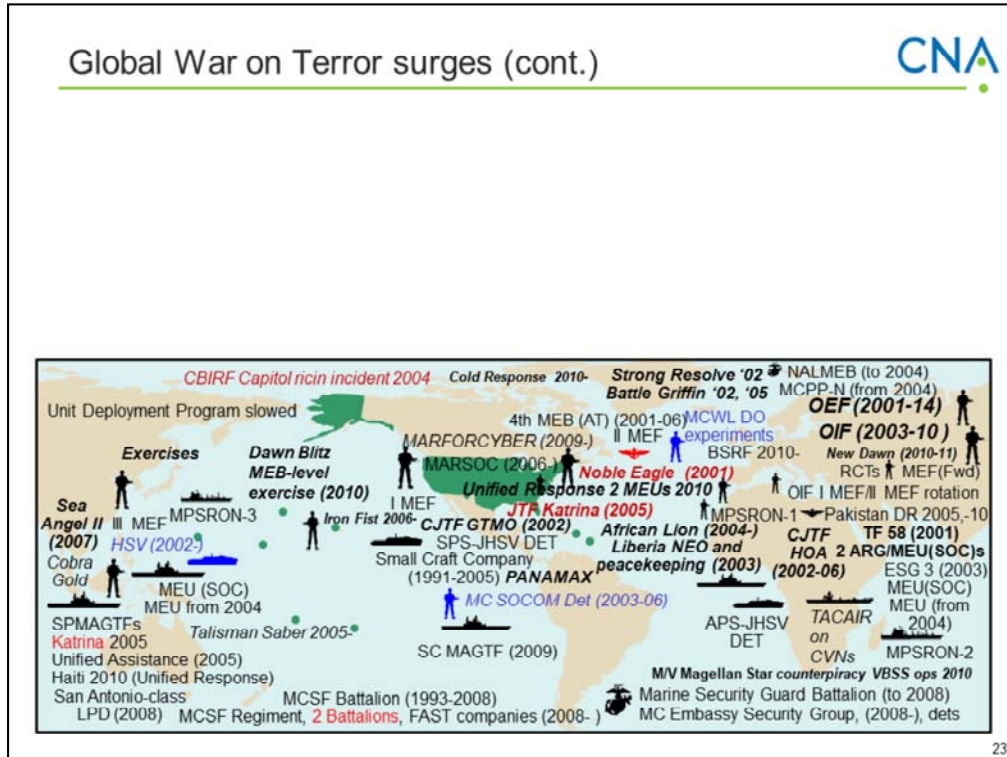 Global War on Terror surges (cont.)
CNA
CBIRF Capitol ricin incident 2004
Cold Response 2010-
Strong Resolve '02
Battle Griffin '02, '05
NALMEB (to 2004)
MCPP-N (from 2004)
Unit Deployment Program slowed
4th MEB (AT) (2001-06)
II MEF
MCWL DO
experiments
OEF (2001-14)
OIF (2003-10)
Exercises
Dawn Blitz
MEB-level
exercise (2010)
MARFORCYBER (2009-)
MARSOC (2006-)
BSRF 2010-
New Dawn (2010-11)
RCTs
MEF(Fwd)
Noble Eagle (2001)
I MEF
Unified Response 2 MEUs 2010
OIF I MEF/II MEF rotation
Sea
Angel II
(2007)
III MEF
MPSRON-3
JTF Katrina (2005)
MPSRON-1
Pakistan DR 2005,-10
Iron Fist 2006-
CJTF GTMO (2002)
SPS-JHSV DET
African Lion (2004-)
Liberia NEO and
peacekeeping (2003)
CJTF
HOA
(2002-06)
TF 58 (2001)
2 ARG/MEU(SOC)s
ESG 3 (2003)
MEU(SOC)
MEU (from
2004)
HSV (2002-)
Cobra
Gold
Small Craft Company
(1991-2005)
PANAMAX
MEU (SOC)
MEU from 2004
MC SOCOM Det (2003-06)
APS-JHSV
DET
TACAIR
on
CVNs
MPSRON-2
SPMAGTFs
Katrina 2005
Talisman Saber 2005-
SC MAGTF (2009)
Unified Assistance (2005)
Haiti 2010 (Unified Response)
M/V Magellan Star counterpiracy VBSS ops 2010
San Antonio-class
LPD (2008)
MCSF Battalion (1993-2008)
MCSF Regiment, 2 Battalions, FAST companies (2008- )
Marine Security Guard Battalion (to 2008)
MC Embassy Security Group, (2008-), dets
23